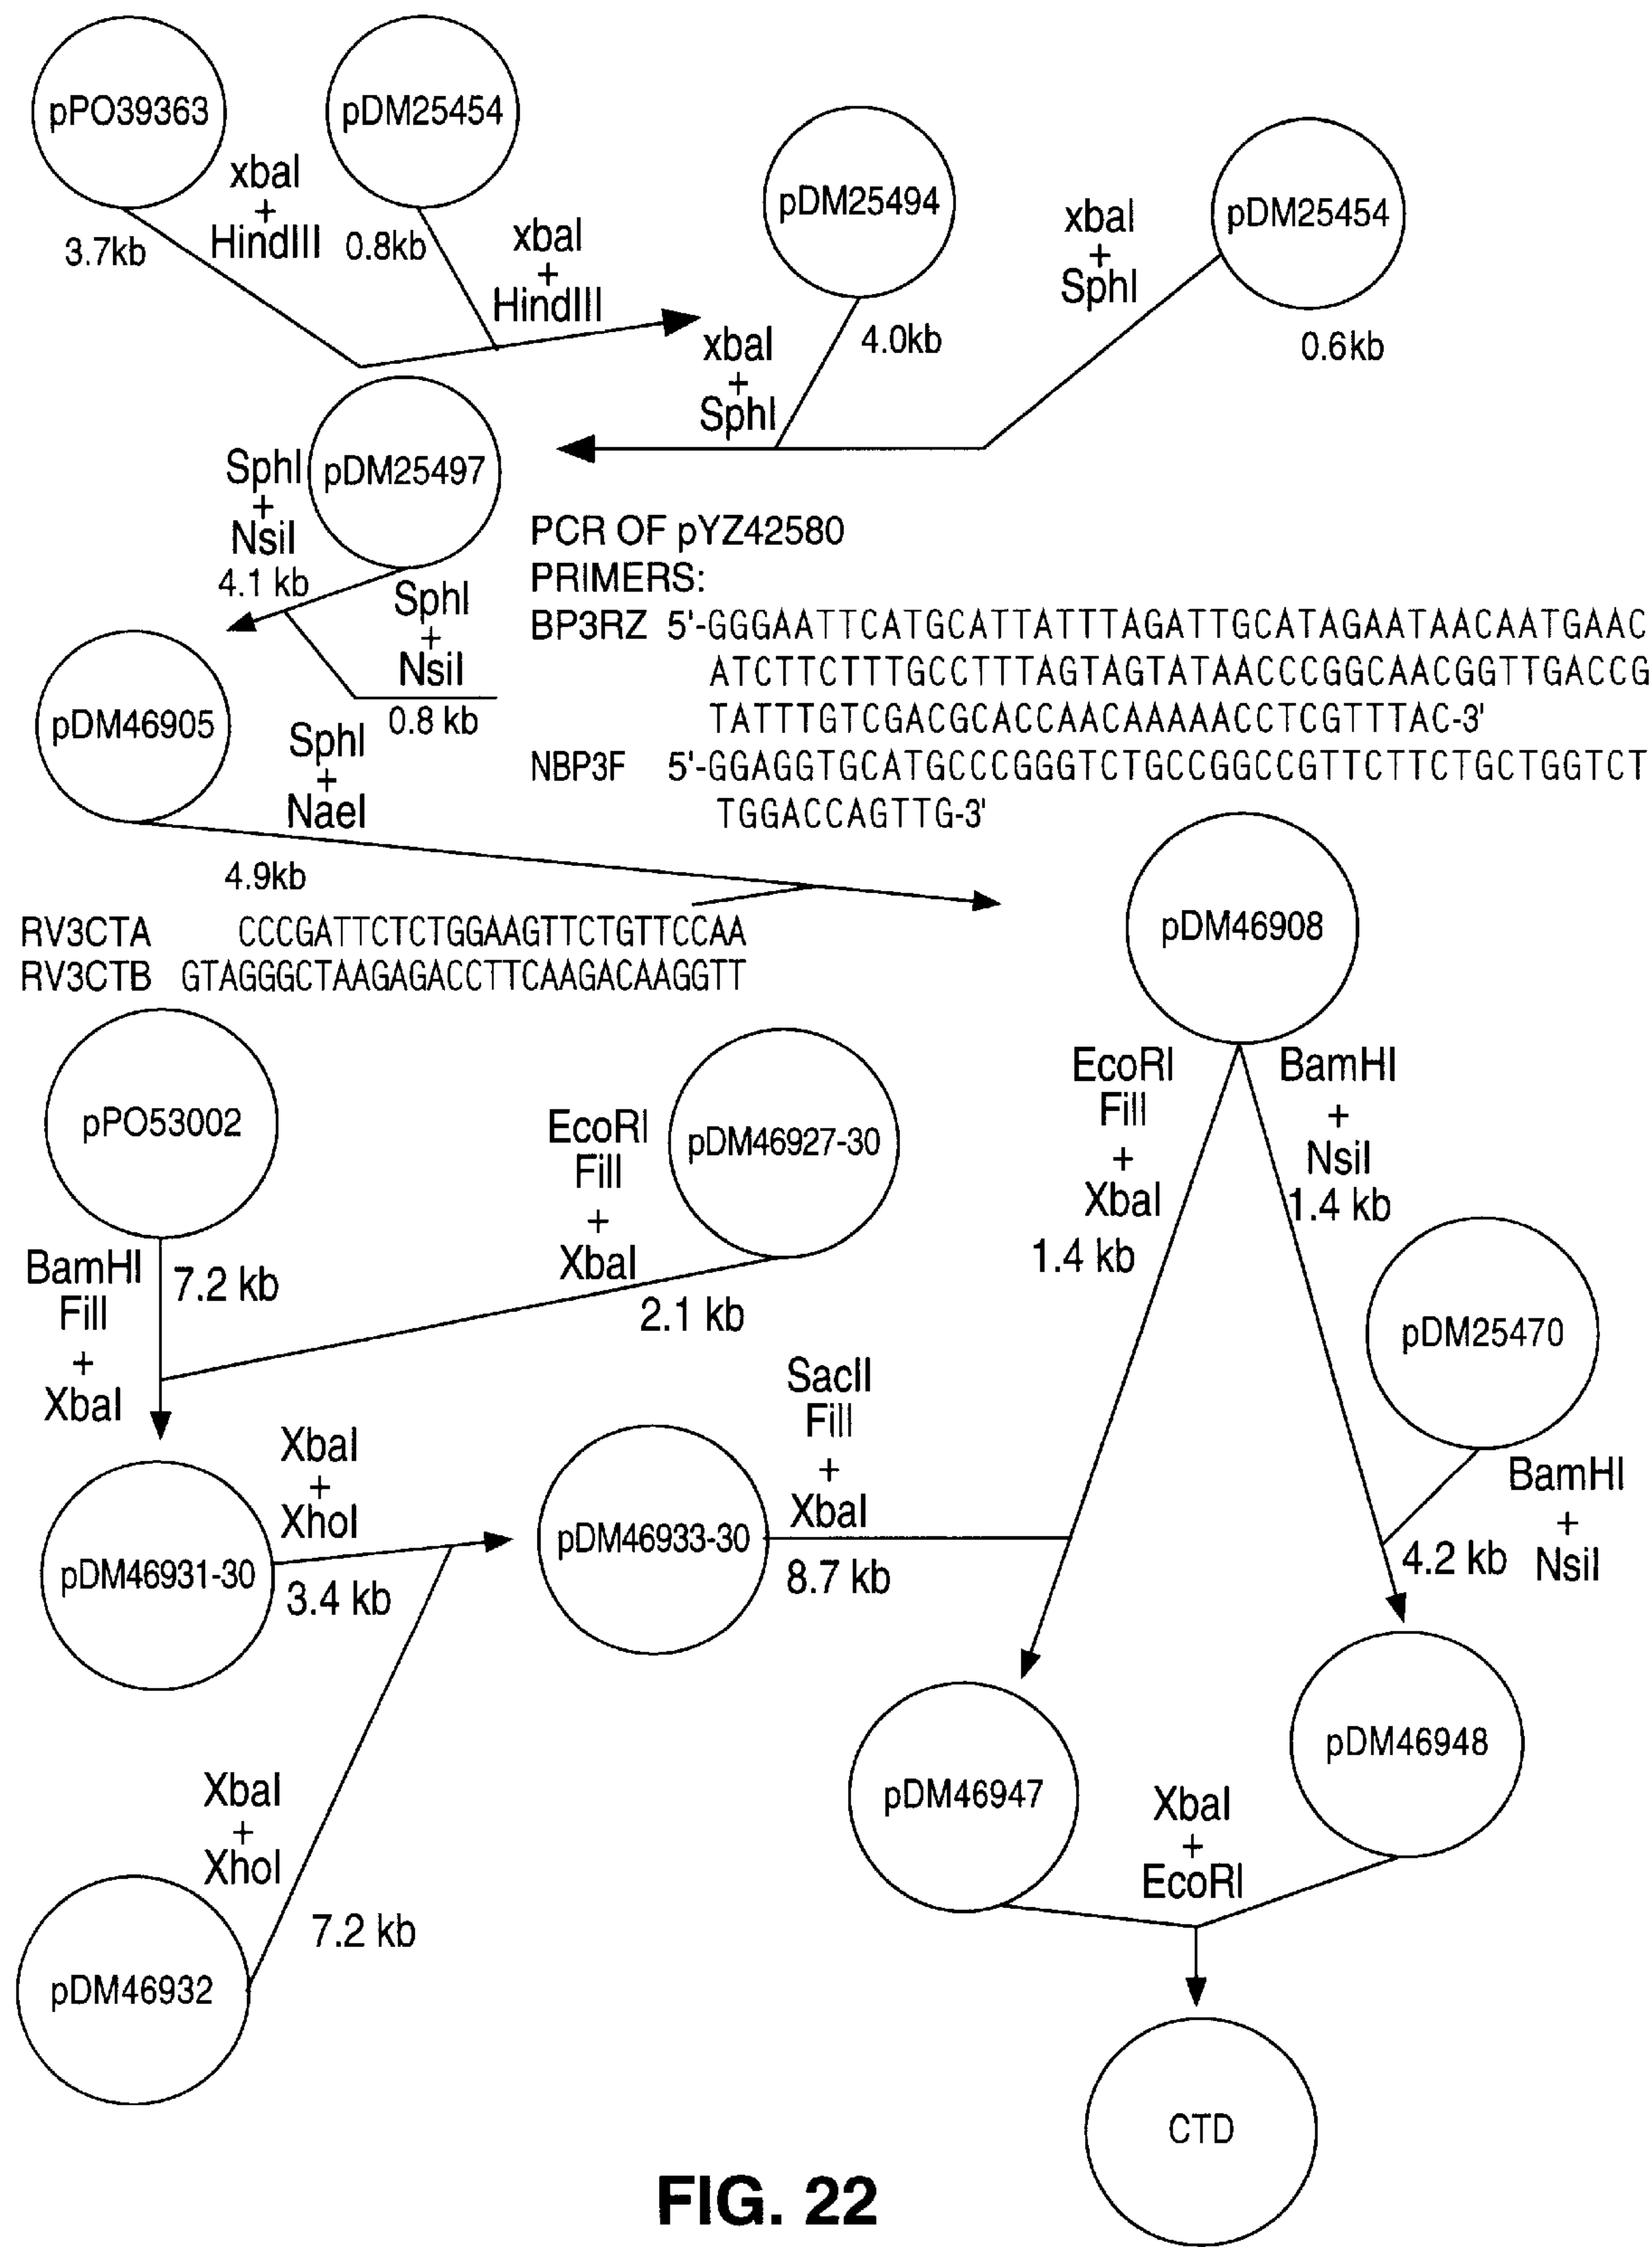 pPO39363
pDM25454
xbaI
+
HindIII
3.7kb
0.8kb
xbaI
+
HindIII
pDM25494
xbaI
+
SphI
pDM25454
4.0kb
0.6kb
xbaI
+
SphI
SphI
+
NsiI
4.1 kb
pDM25497
SphI
+
NsiI
0.8 kb
PCR OF pYZ42580
PRIMERS:
BP3RZ 5'-GGGAATTCATGCATTATTTAGATTGCATAGAATAACAATGAAC
ATCTTCTTTGCCTTTAGTAGTATAACCCGGCAACGGTTGACCG
TATTTGTCGACGCACCAACAAAAACCTCGTTTAC-3'
NBP3F 5'-GGAGGTGCATGCCCGGGTCTGCCGGCCGTTCTTCTGCTGGTCT
TGGACCAGTTG-3'
pDM46905
SphI
+
NaeI
4.9kb
RV3CTA CCCGATTCTCTGGAAGTTCTGTTCCAA
RV3CTB GTAGGGCTAAGAGACCTTCAAGACAAGGTT
pDM46908
pPO53002
EcoRI
Fill
+
XbaI
pDM46927-30
EcoRI
Fill
+
XbaI
1.4 kb
BamHI
+
NsiI
1.4 kb
BamHI
Fill
+
XbaI
7.2 kb
2.1 kb
pDM25470
BamHI
+
NsiI
4.2 kb
pDM46931-30
XbaI
+
XhoI
3.4 kb
pDM46933-30
SacII
Fill
+
XbaI
8.7 kb
pDM46932
XbaI
+
XhoI
7.2 kb
pDM46947
XbaI
+
EcoRI
pDM46948
CTD
FIG. 22